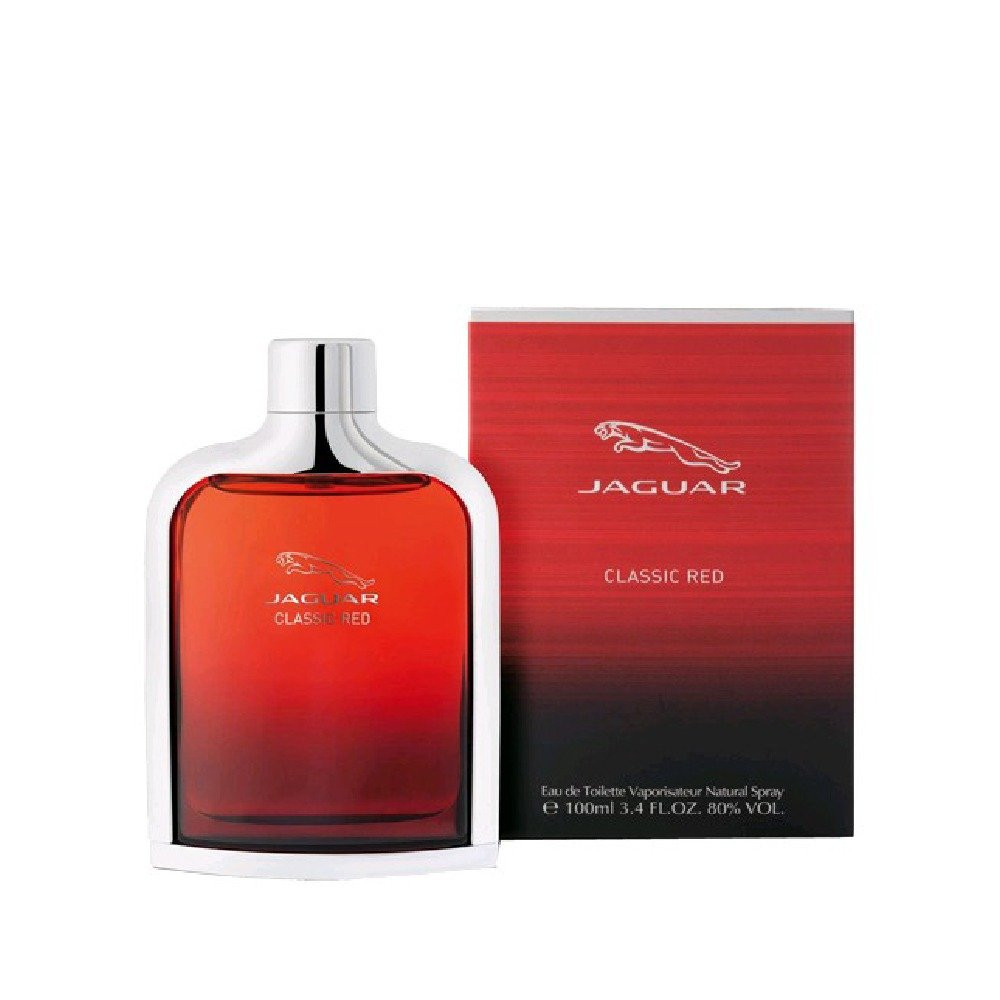 JAGUAR
CLASSIC RED
JAGUAR
CLASSIC RED
Eau de Toilette Vaporisateur Natural Spray
℮ 100ml 3.4 FL.OZ. 80% VOL.